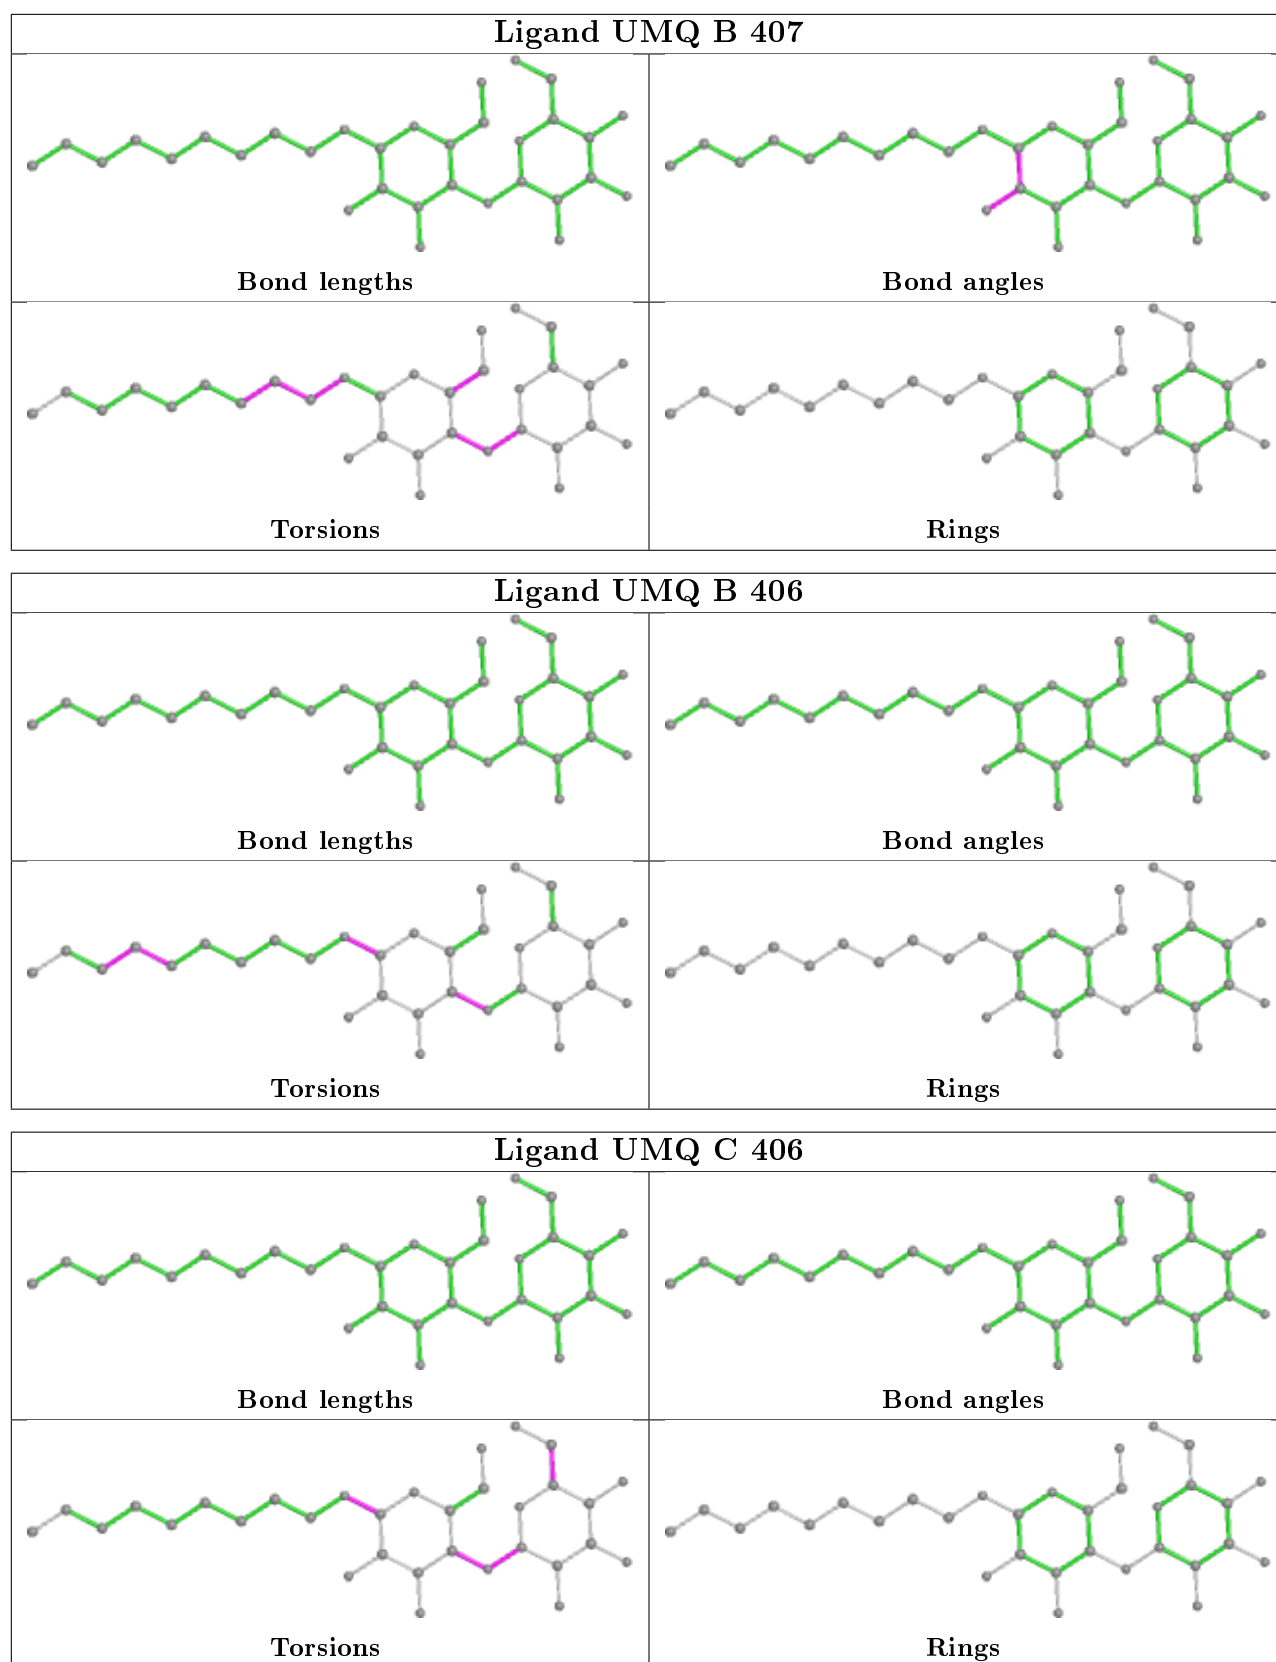 Ligand UMQ B 407
Bond lengths
Bond angles
Torsions
Rings
Ligand UMQ B 406
Bond lengths
Bond angles
Torsions
Rings
Ligand UMQ C 406
Bond lengths
Bond angles
Torsions
Rings